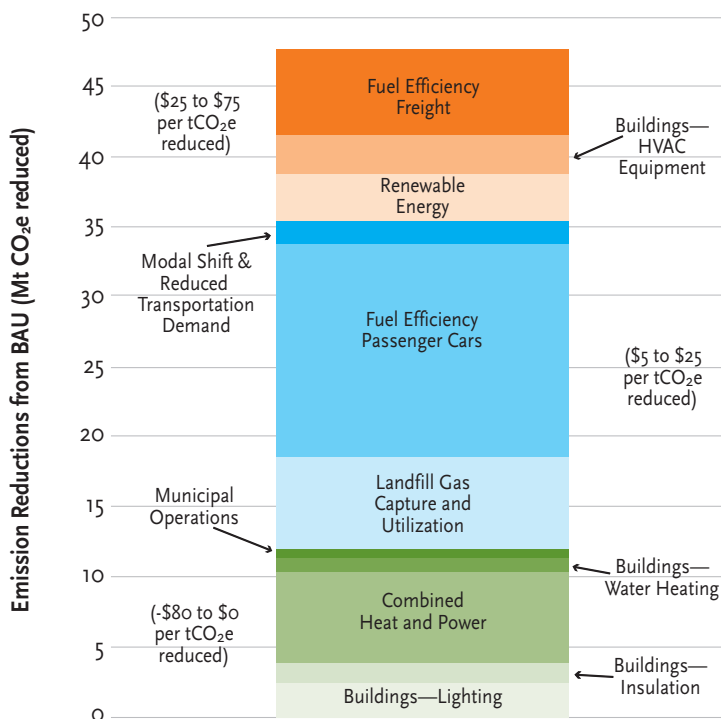 Emission Reductions from BAU (Mt CO₂e reduced)
50
45
40
35
30
25
20
15
10
5
0
($25 to $75
per tCO₂e
reduced)
Fuel Efficiency
Freight
Buildings—
HVAC
Equipment
Renewable
Energy
Modal Shift &
Reduced
Transportation
Demand
Fuel Efficiency
Passenger Cars
($5 to $25
per tCO₂e
reduced)
Landfill Gas
Capture and
Utilization
Municipal
Operations
Buildings—
Water Heating
Combined
Heat and Power
(-$80 to $0
per tCO₂e
reduced)
Buildings—
Insulation
Buildings—Lighting